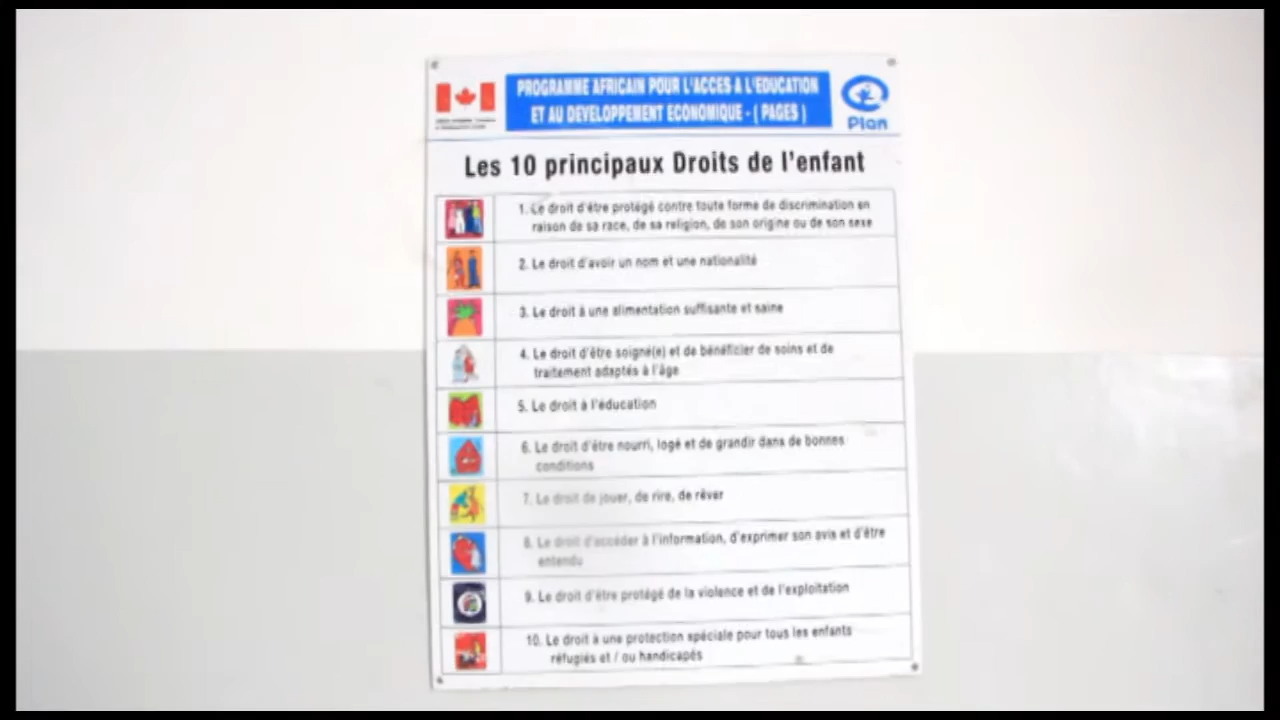 PROGRAMME AFRICAIN POUR L'ACCES A L'EDUCATION
ET AU DEVELOPPEMENT ECONOMIQUE - ( PAGES )
Plan
Les 10 principaux Droits de l'enfant
1. Le droit d'être protégé contre toute forme de discrimination en
raison de sa race, de sa religion, de son origine ou de son sexe
2. Le droit d'avoir un nom et une nationalité
3. Le droit à une alimentation suffisante et saine
4. Le droit d'être soigné(e) et de bénéficier de soins et de
traitement adaptés à l'âge
5. Le droit à l'éducation
6. Le droit d'être nourri, logé et de grandir dans de bonnes
conditions
7. Le droit de jouer, de rire, de rêver
8. Le droit d'accéder à l'information, d'exprimer son avis et d'être
entendu
9. Le droit d'être protégé de la violence et de l'exploitation
10. Le droit à une protection spéciale pour tous les enfants
réfugiés et / ou handicapés